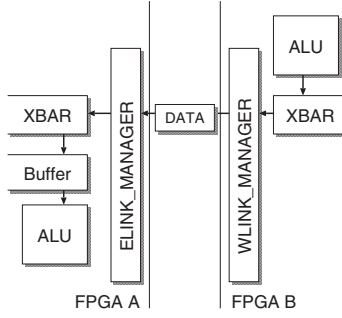 ALU
XBAR
ELINK_MANAGER
DATA
WLINK_MANAGER
XBAR
Buffer
ALU
FPGA A
FPGA B